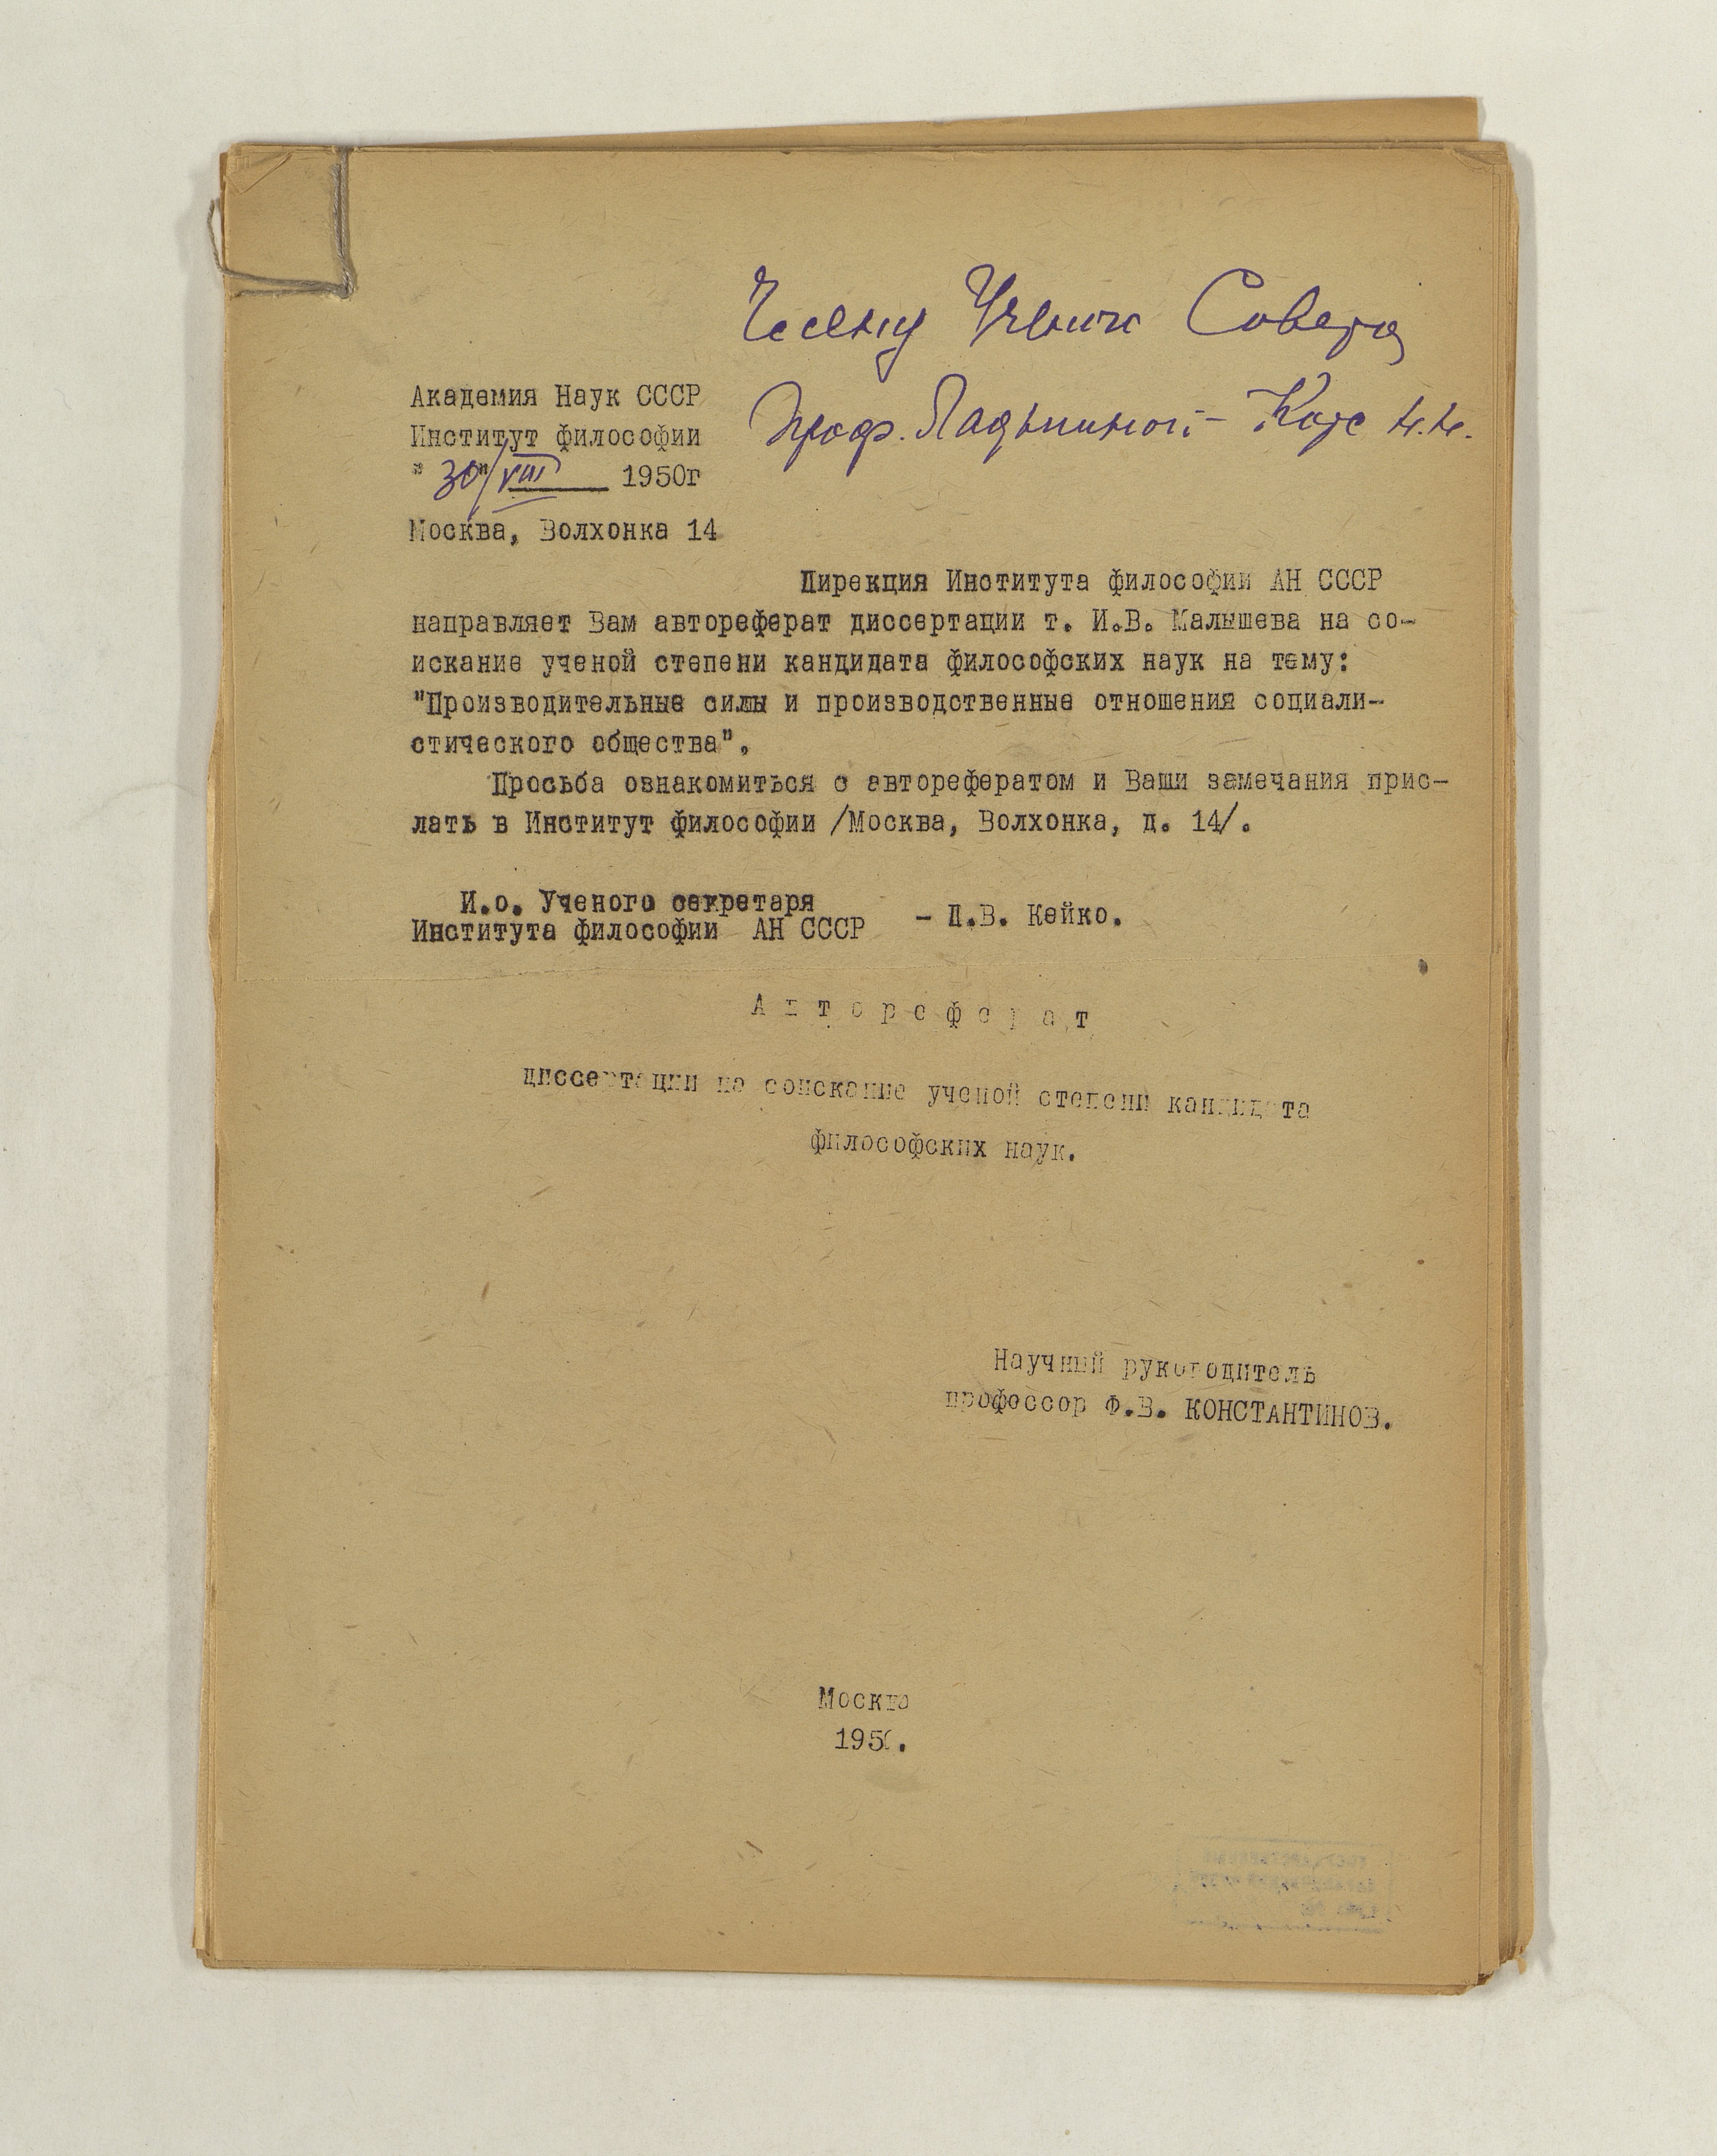 Члену Учёного Совета
Проф. Ладыгиной-Котс Н.Н.
Академия Наук СССР
Институт философии
"30"/VIII 1950г
Москва, Волхонка 14
Дирекция Института философии АН СССР
направляет Вам автореферат диссертации т. И.В. Малышева на со-
искание ученой степени кандидата философских наук на тему:
"Производительные силы и производственные отношения социали-
стического общества".
Просьба ознакомиться с авторефератом и Ваши замечания прис-
лать в Институт философии /Москва, Волхонка, д. 14/.
И.о. Ученого секретаря
Института философии АН СССР - Д.В. Кейко.
Автореферат
диссертации на соискание ученой степени кандидата
философских наук.
Научный руководитель
профессор Ф.В. КОНСТАНТИНОВ.
Москва
1950.